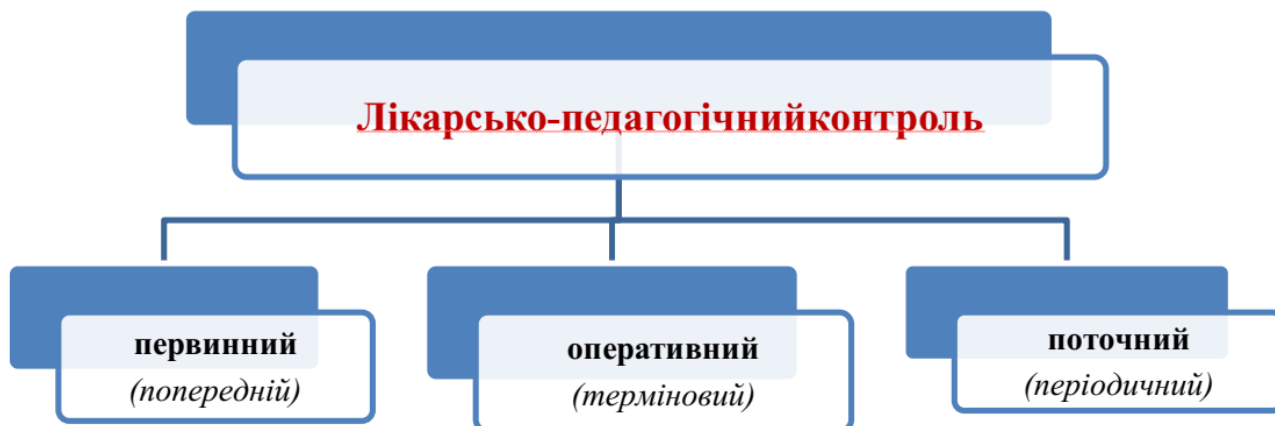 Лікарсько-педагогічнийконтроль
первинний
(попередній)
оперативний
(терміновий)
поточний
(періодичний)